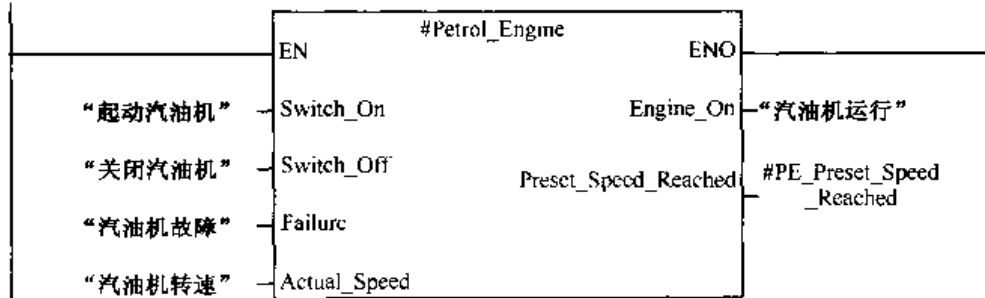 #Petrol_Engine
EN ENO
“起动汽油机” Switch_On Engine_On “汽油机运行”
“关闭汽油机” Switch_Off Preset_Speed_Reached #PE_Preset_Speed
_Reached
“汽油机故障” Failure
“汽油机转速” Actual_Speed